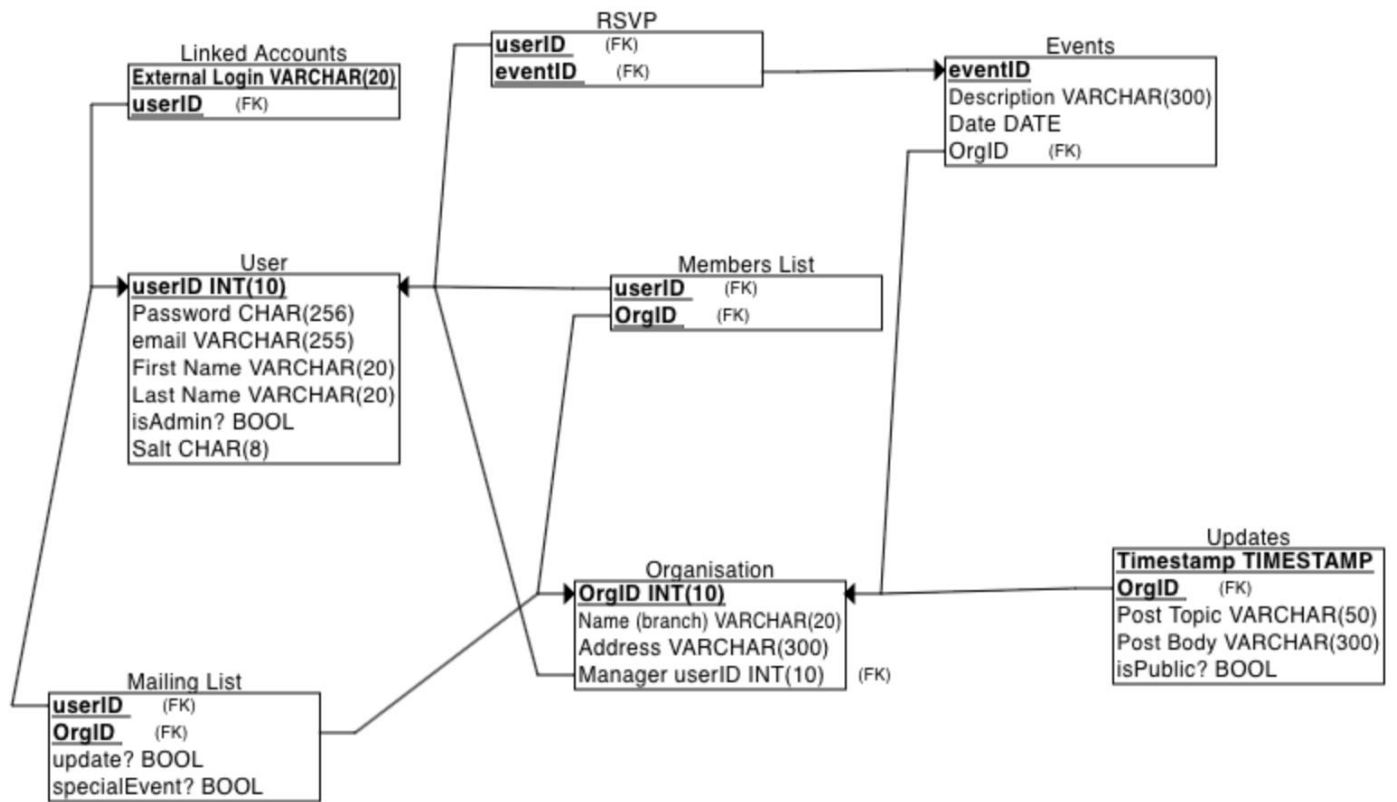 RSVP
userID (FK)
eventID (FK)
Linked Accounts
External Login VARCHAR(20)
userID (FK)
Events
eventID
Description VARCHAR(300)
Date DATE
OrgID (FK)
User
userID INT(10)
Password CHAR(256)
email VARCHAR(255)
First Name VARCHAR(20)
Last Name VARCHAR(20)
isAdmin? BOOL
Salt CHAR(8)
Members List
userID (FK)
OrgID (FK)
Organisation
OrgID INT(10)
Name (branch) VARCHAR(20)
Address VARCHAR(300)
Manager userID INT(10) (FK)
Updates
Timestamp TIMESTAMP
OrgID (FK)
Post Topic VARCHAR(50)
Post Body VARCHAR(300)
isPublic? BOOL
Mailing List
userID (FK)
OrgID (FK)
update? BOOL
specialEvent? BOOL